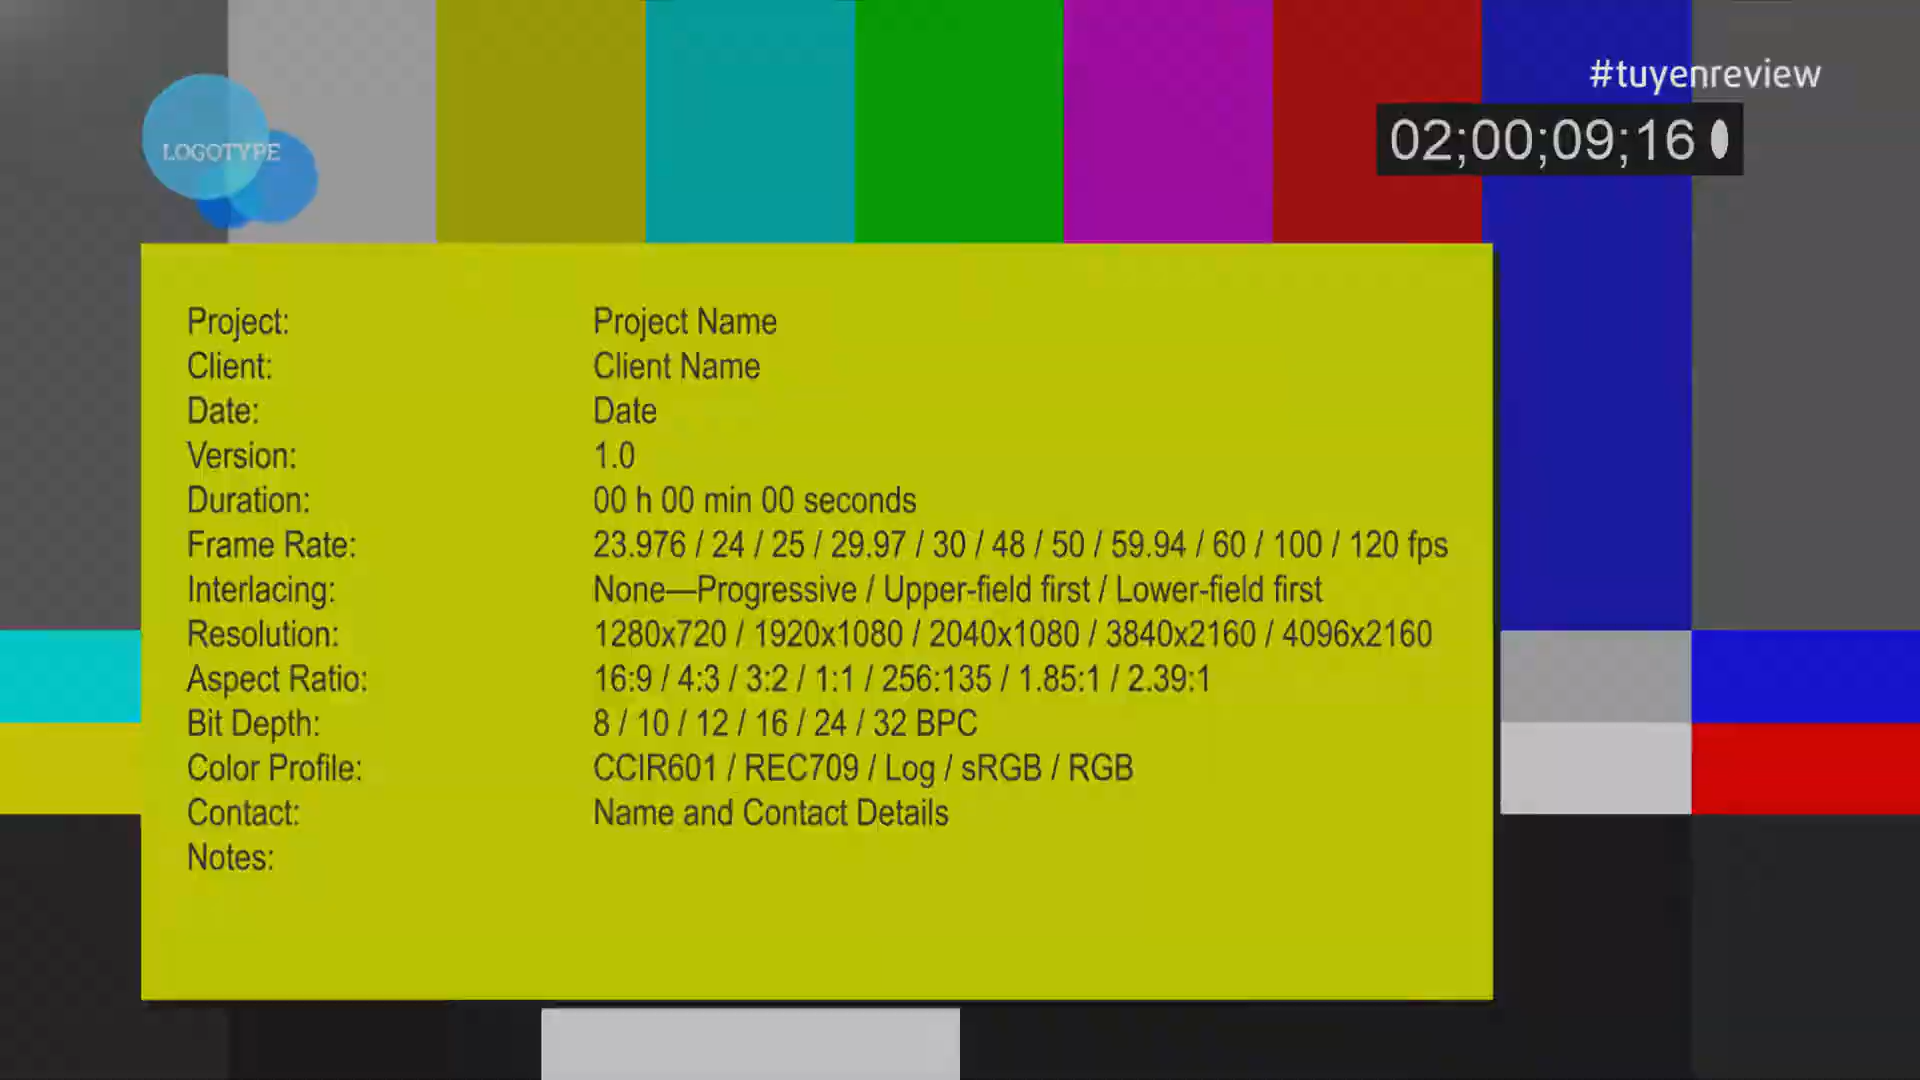 #tuyenreview
LOGOTYPE
02;00;09;16
Project: Project Name
Client: Client Name
Date: Date
Version: 1.0
Duration: 00 h 00 min 00 seconds
Frame Rate: 23.976 / 24 / 25 / 29.97 / 30 / 48 / 50 / 59.94 / 60 / 100 / 120 fps
Interlacing: None—Progressive / Upper-field first / Lower-field first
Resolution: 1280x720 / 1920x1080 / 2040x1080 / 3840x2160 / 4096x2160
Aspect Ratio: 16:9 / 4:3 / 3:2 / 1:1 / 256:135 / 1.85:1 / 2.39:1
Bit Depth: 8 / 10 / 12 / 16 / 24 / 32 BPC
Color Profile: CCIR601 / REC709 / Log / sRGB / RGB
Contact: Name and Contact Details
Notes: